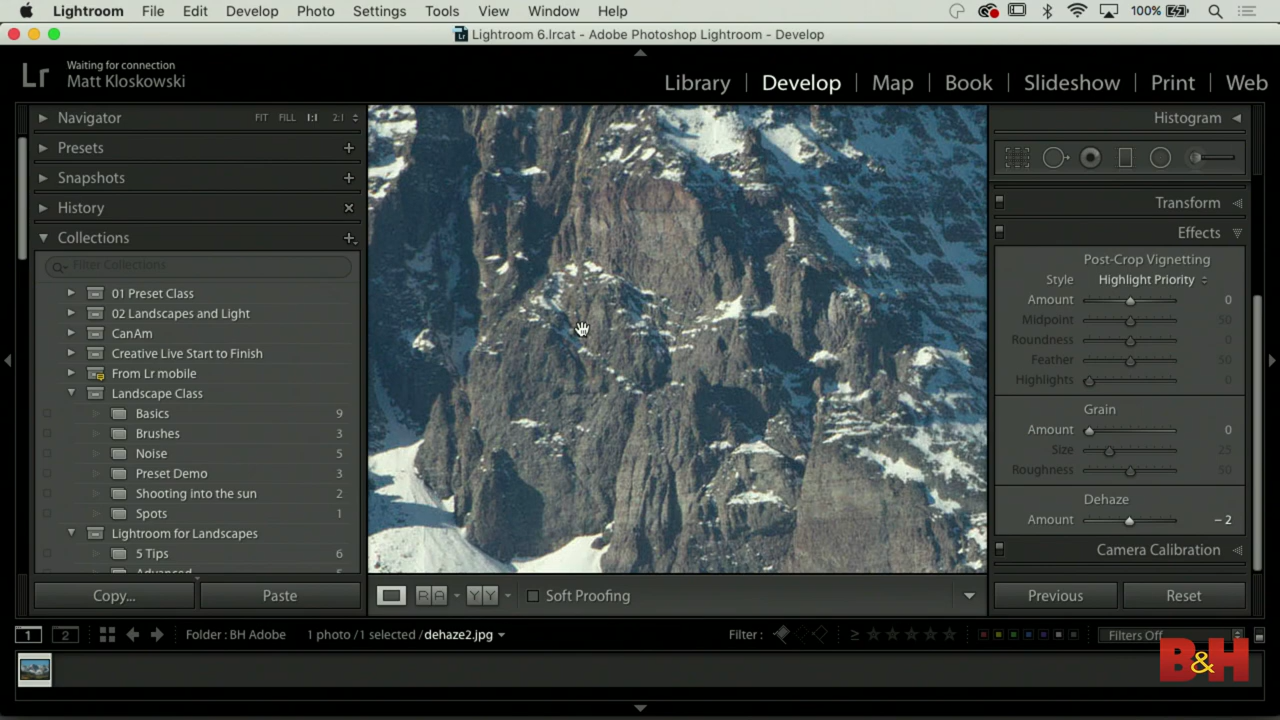 Lightroom File Edit Develop Photo Settings Tools View Window Help 100%
Lightroom 6.lrcat - Adobe Photoshop Lightroom - Develop
Lr Waiting for connection
Matt Kloskowski
Library | Develop | Map | Book | Slideshow | Print | Web
Navigator FIT FILL 1:1 2:1
Histogram
Presets
Snapshots
History
Collections
Filter Collections
01 Preset Class
02 Landscapes and Light
CanAm
Creative Live Start to Finish
From Lr mobile
Landscape Class
Basics 9
Brushes 3
Noise 5
Preset Demo 3
Shooting into the sun 2
Spots 1
Lightroom for Landscapes
5 Tips 6
Advanced
Transform
Effects
Post-Crop Vignetting
Style Highlight Priority
Amount 0
Midpoint 50
Roundness 0
Feather 50
Highlights 0
Grain
Amount 0
Size 25
Roughness 50
Dehaze
Amount – 2
Camera Calibration
Copy... Paste
R A Y Y Soft Proofing
Previous Reset
1 2 Folder : BH Adobe 1 photo / 1 selected / dehaze2.jpg Filter : ≥ Filters Off
B&H